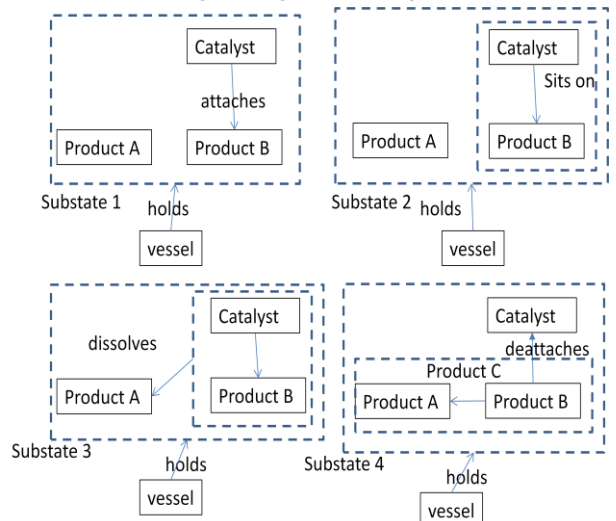 Catalyst
attaches
Product A
Product B
Substate 1
holds
vessel
Catalyst
Sits on
Product A
Product B
Substate 2
holds
vessel
Catalyst
dissolves
Product A
Product B
Substate 3
holds
vessel
Catalyst
deattaches
Product C
Product A
Product B
Substate 4
holds
vessel